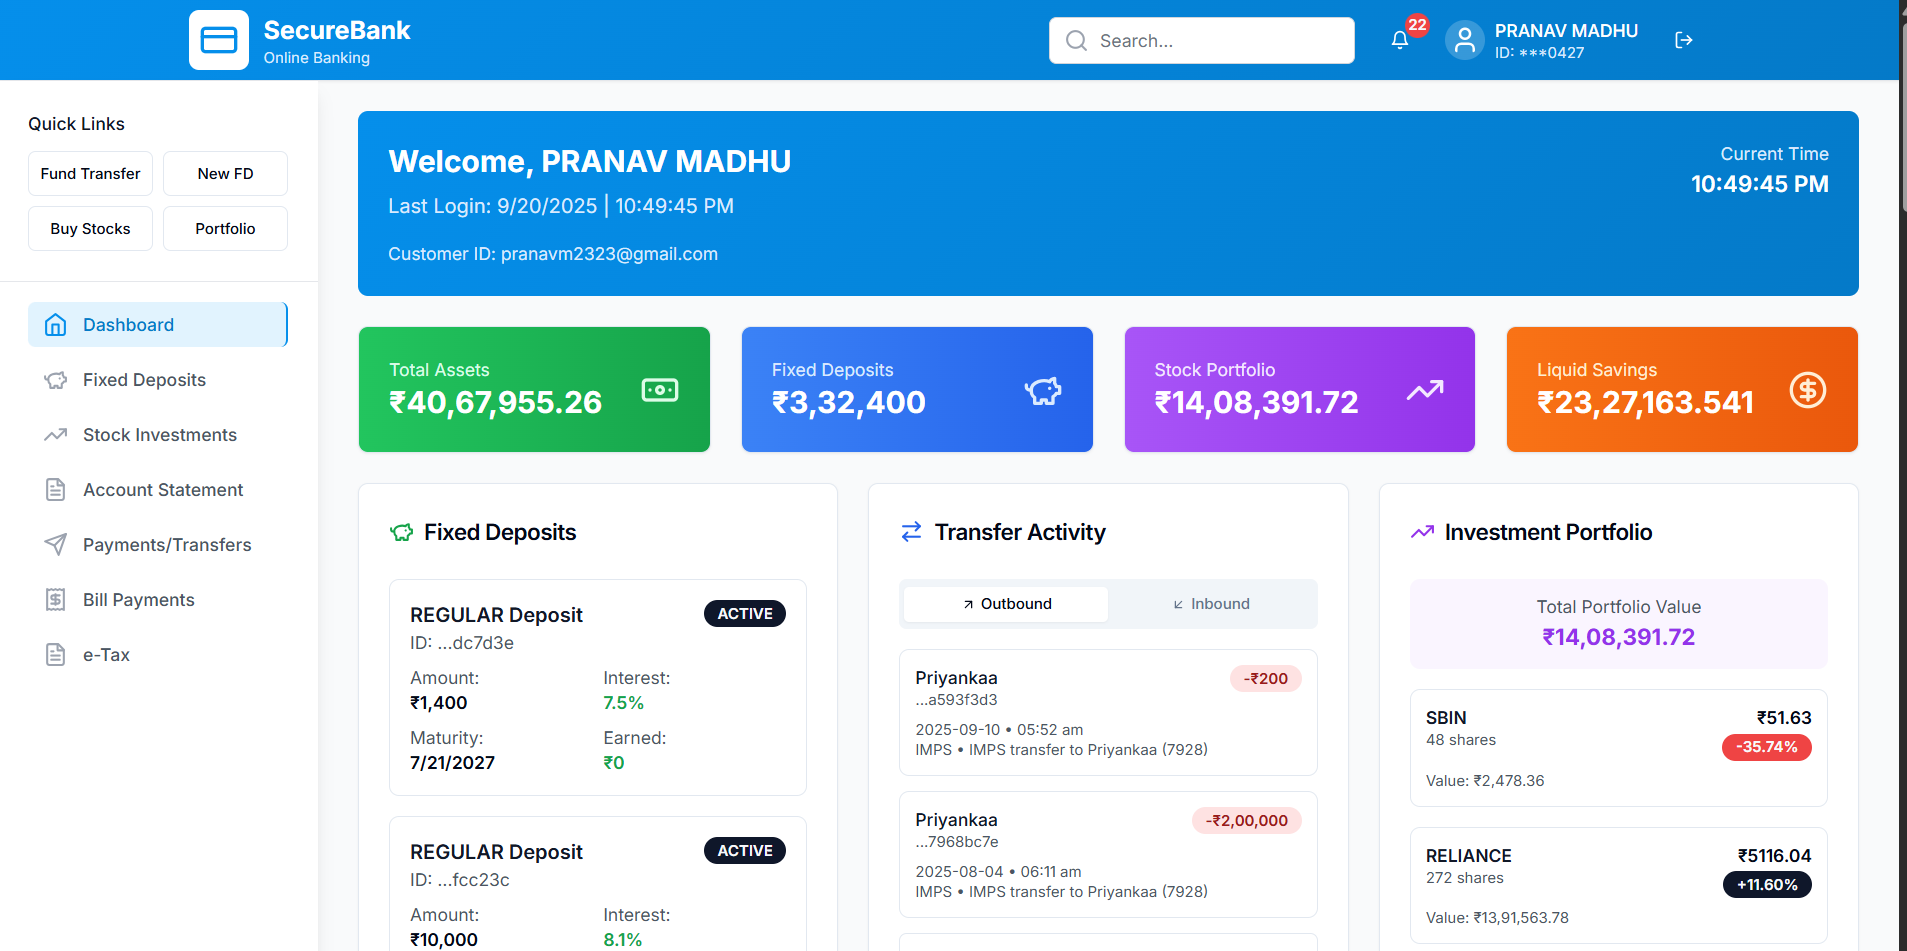 SecureBank
Online Banking
Search...
22
PRANAV MADHU
ID: ***0427
Quick Links
Fund Transfer
New FD
Buy Stocks
Portfolio
Dashboard
Fixed Deposits
Stock Investments
Account Statement
Payments/Transfers
Bill Payments
e-Tax
Welcome, PRANAV MADHU
Last Login: 9/20/2025 | 10:49:45 PM
Customer ID: pranavm2323@gmail.com
Current Time
10:49:45 PM
Total Assets
₹40,67,955.26
Fixed Deposits
₹3,32,400
Stock Portfolio
₹14,08,391.72
Liquid Savings
₹23,27,163.541
Fixed Deposits
REGULAR Deposit
ACTIVE
ID: ...dc7d3e
Amount:
₹1,400
Interest:
7.5%
Maturity:
7/21/2027
Earned:
₹0
REGULAR Deposit
ACTIVE
ID: ...fcc23c
Amount:
₹10,000
Interest:
8.1%
Transfer Activity
Outbound
Inbound
Priyankaa
-₹200
...a593f3d3
2025-09-10 • 05:52 am
IMPS • IMPS transfer to Priyankaa (7928)
Priyankaa
-₹2,00,000
...7968bc7e
2025-08-04 • 06:11 am
IMPS • IMPS transfer to Priyankaa (7928)
Investment Portfolio
Total Portfolio Value
₹14,08,391.72
SBIN
₹51.63
48 shares
-35.74%
Value: ₹2,478.36
RELIANCE
₹5116.04
272 shares
+11.60%
Value: ₹13,91,563.78